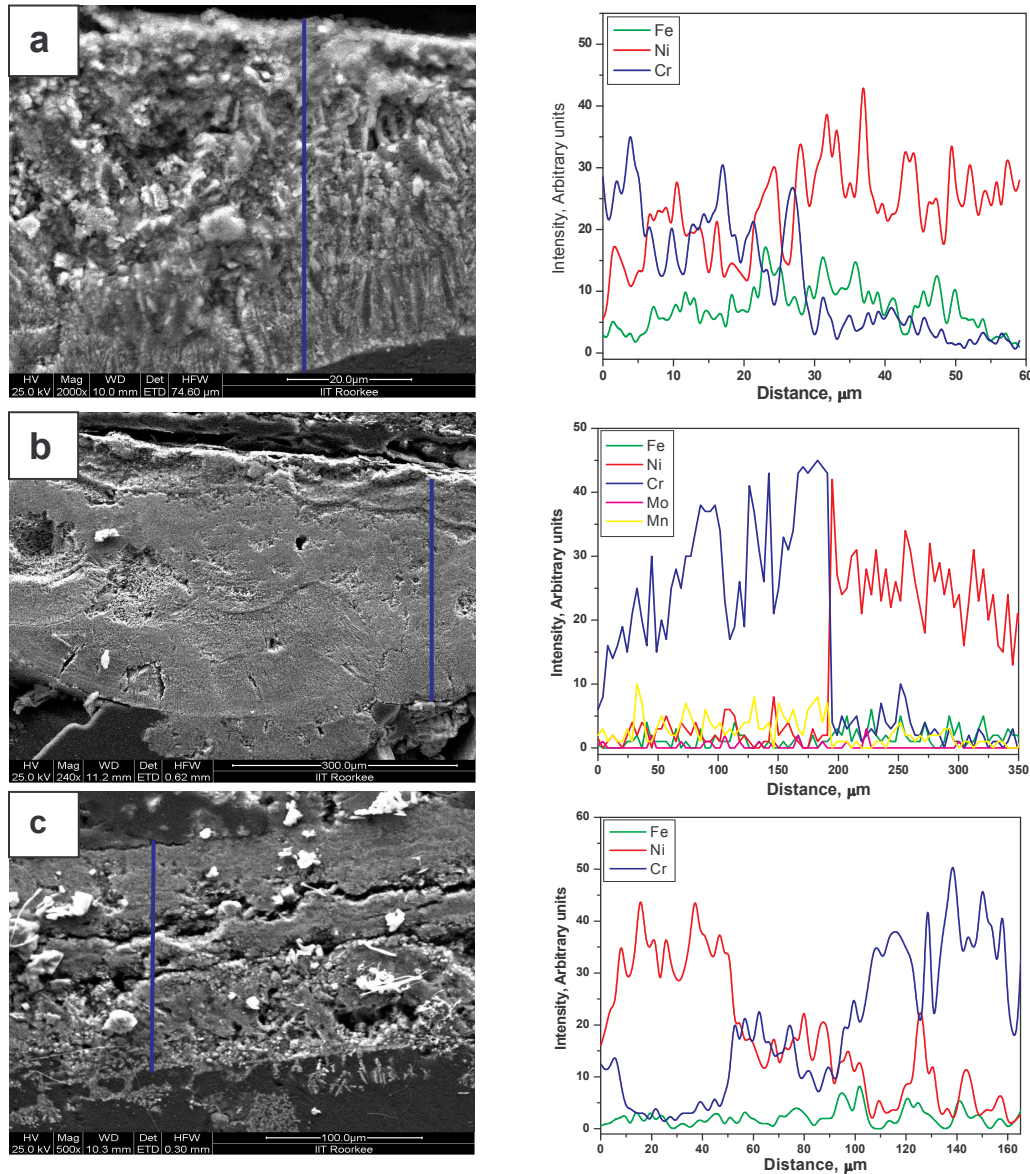 a
HV Mag WD Det HFW 20.0µm
25.0 kV 2000x 10.0 mm ETD 74.60 µm IIT Roorkee
Fe
Ni
Cr
Intensity, Arbitrary units
50
40
30
20
10
0
0 10 20 30 40 50 60
Distance, µm
b
HV Mag WD Det HFW 300.0µm
25.0 kV 240x 11.2 mm ETD 0.62 mm IIT Roorkee
Fe
Ni
Cr
Mo
Mn
Intensity, Arbitrary units
50
40
30
20
10
0
0 50 100 150 200 250 300 350
Distance, µm
c
HV Mag WD Det HFW 100.0µm
25.0 kV 500x 10.3 mm ETD 0.30 mm IIT Roorkee
Fe
Ni
Cr
Intensity, Arbitrary units
60
50
40
30
20
10
0
0 20 40 60 80 100 120 140 160
Distance, µm